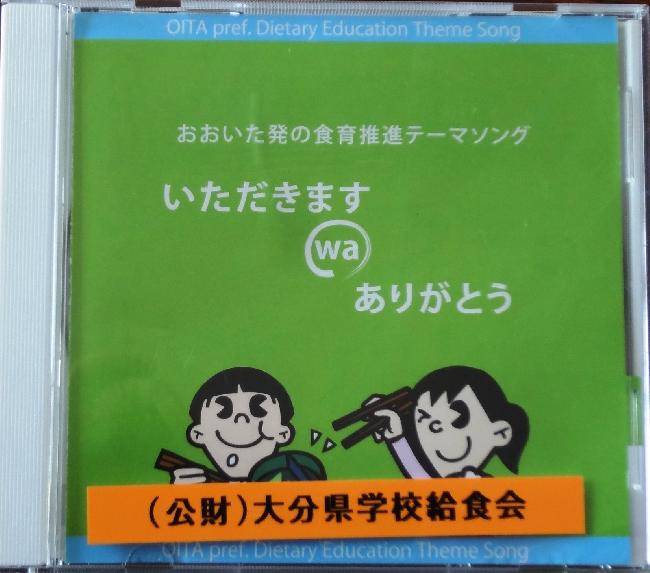 OITA pref. Dietary Education Theme Song
おおいた発の食育推進テーマソング
いただきます
wa
ありがとう
(公財)大分県学校給食会
OITA pref. Dietary Education Theme Song